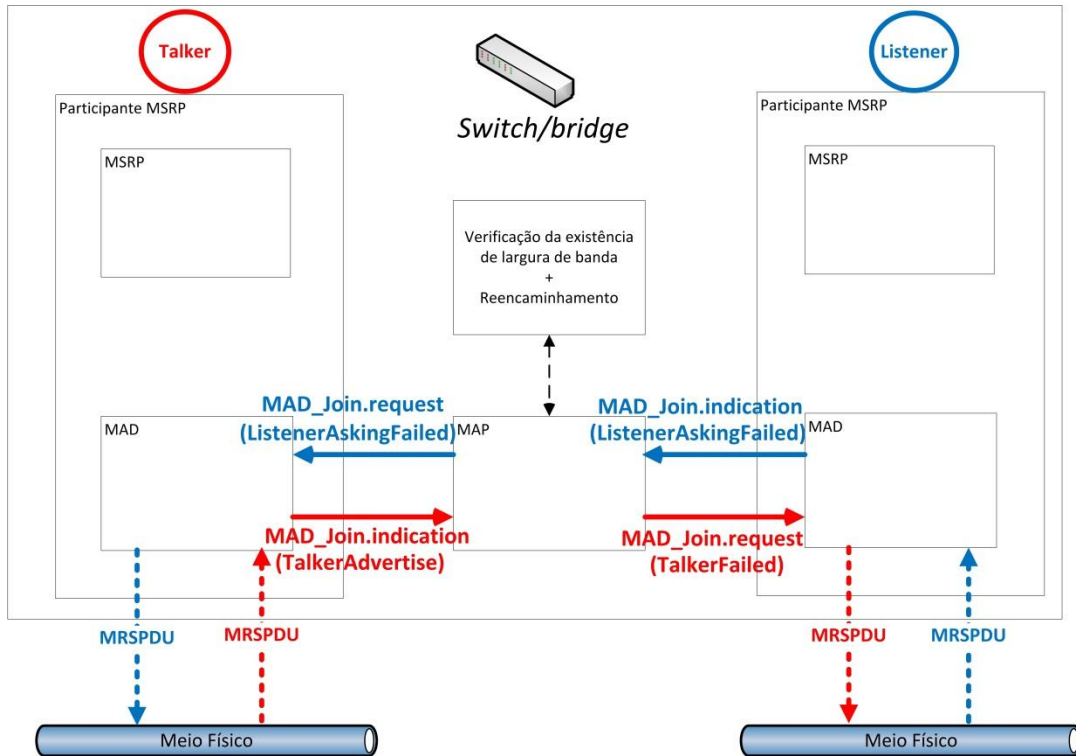 Talker
Listener
Participante MSRP
Participante MSRP
Switch/bridge
MSRP
MSRP
Verificação da existência
de largura de banda
+
Reencaminhamento
MAD_Join.request
(ListenerAskingFailed)
MAD_Join.indication
(ListenerAskingFailed)
MAD
MAP
MAD
MAD_Join.indication
(TalkerAdvertise)
MAD_Join.request
(TalkerFailed)
MRSPDU
MRSPDU
MRSPDU
MRSPDU
Meio Físico
Meio Físico